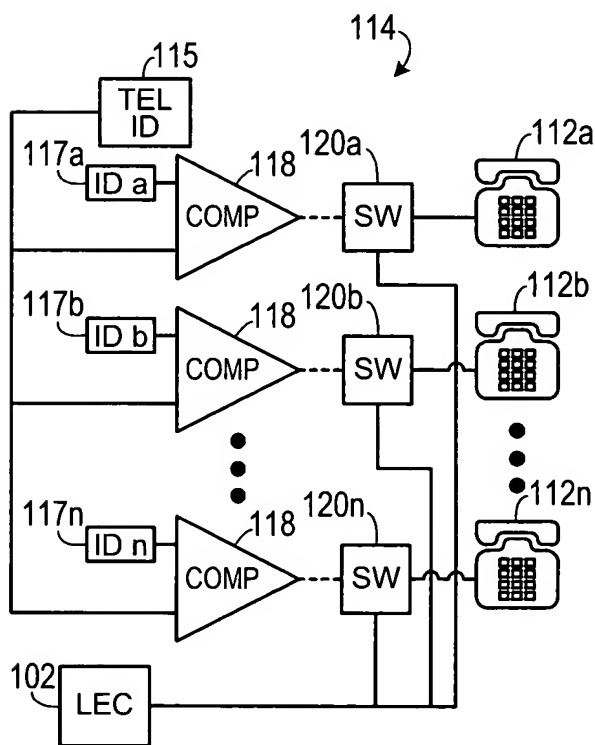 114
115
TEL
ID
117a
ID a
118
COMP
120a
SW
112a
117b
ID b
118
COMP
120b
SW
112b
117n
ID n
118
COMP
120n
SW
112n
102
LEC